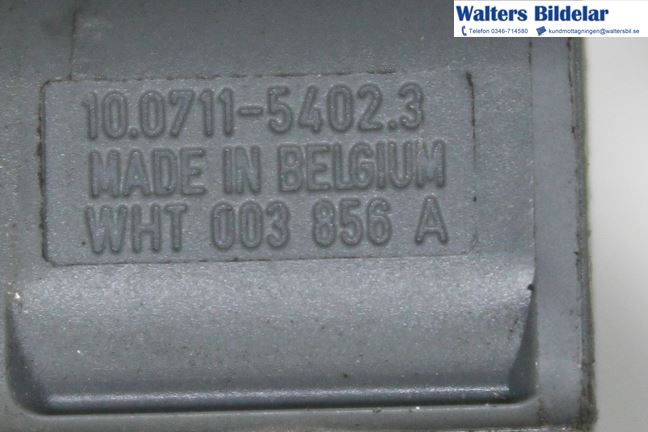 Walters Bildelar
Telefon 0346-714580 kundmottagningen@waltersbil.se
10.0711-5402.3
MADE IN BELGIUM
WHT 003 856 A